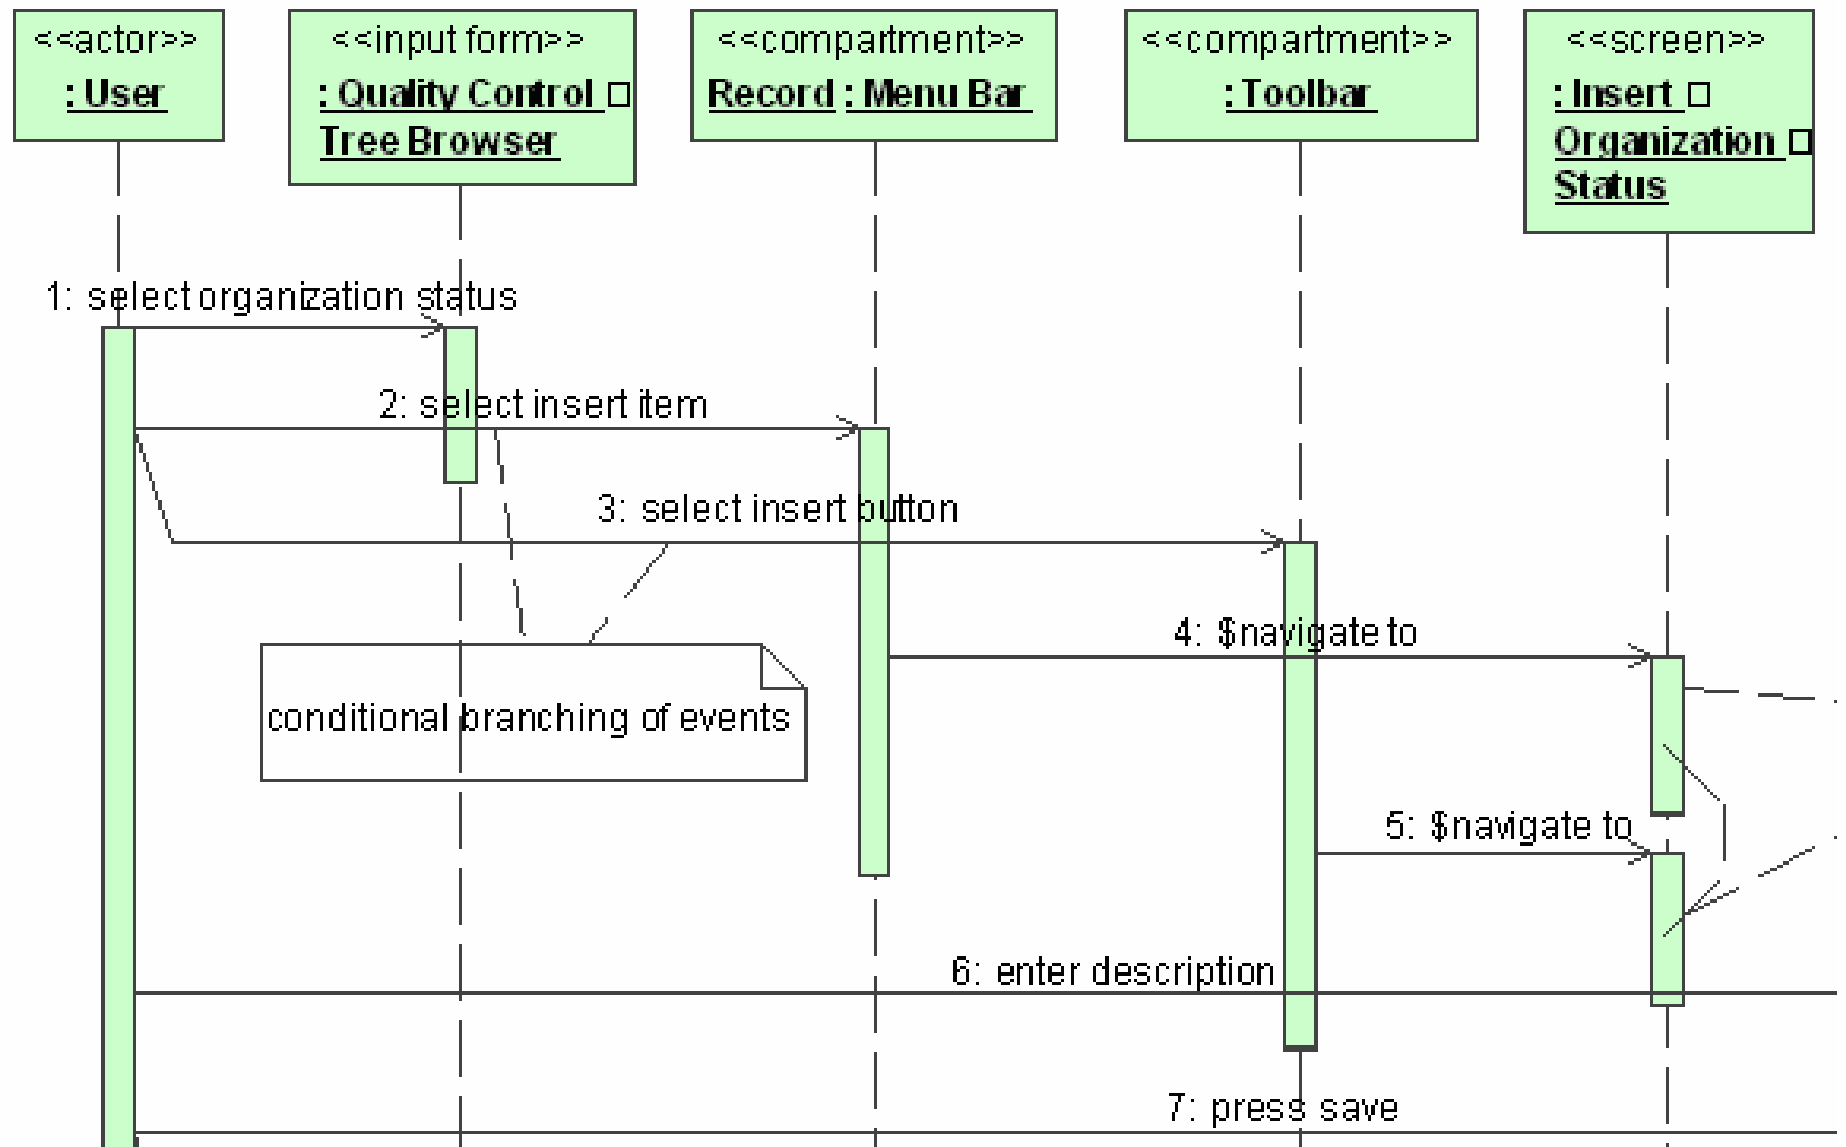 <<actor>>
: User
<<input form>>
: Quality Control
Tree Browser
<<compartment>>
Record : Menu Bar
<<compartment>>
: Toolbar
<<screen>>
: Insert
Organization
Status
1: select organization status
2: select insert item
3: select insert button
4: $navigate to
conditional branching of events
5: $navigate to
6: enter description
7: press save